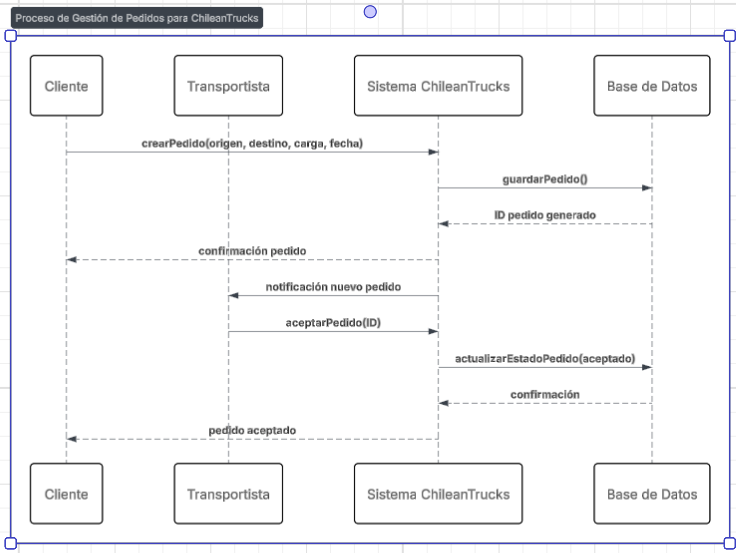 Proceso de Gestión de Pedidos para ChileanTrucks
Cliente
Transportista
Sistema ChileanTrucks
Base de Datos
crearPedido(origen, destino, carga, fecha)
guardarPedido()
ID pedido generado
confirmación pedido
notificación nuevo pedido
aceptarPedido(ID)
actualizarEstadoPedido(aceptado)
confirmación
pedido aceptado
Cliente
Transportista
Sistema ChileanTrucks
Base de Datos